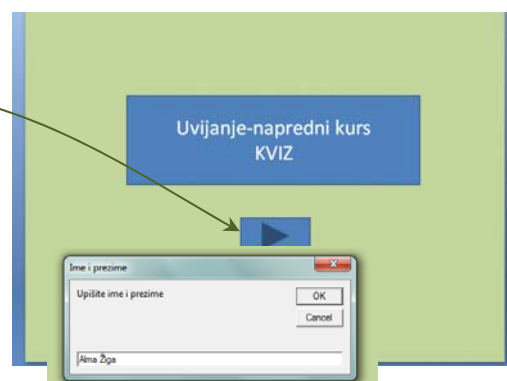 Uvijanje-napredni kurs
KVIZ
Ime i prezime
Upišite ime i prezime
OK
Cancel
Alma Žiga